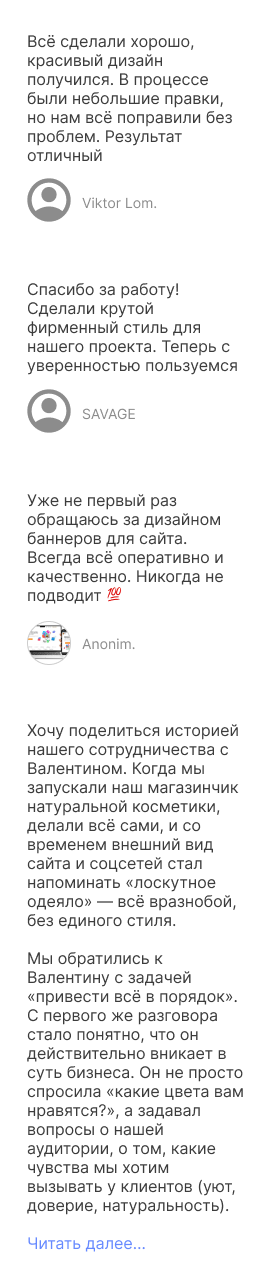 Всё сделали хорошо,
красивый дизайн
получился. В процессе
были небольшие правки,
но нам всё поправили без
проблем. Результат
отличный
Viktor Lom.
Спасибо за работу!
Сделали крутой
фирменный стиль для
нашего проекта. Теперь с
уверенностью пользуемся
SAVAGE
Уже не первый раз
обращаюсь за дизайном
баннеров для сайта.
Всегда всё оперативно и
качественно. Никогда не
подводит 💯
Anonim.
Хочу поделиться историей
нашего сотрудничества с
Валентином. Когда мы
запускали наш магазинчик
натуральной косметики,
делали всё сами, и со
временем внешний вид
сайта и соцсетей стал
напоминать «лоскутное
одеяло» — всё вразнобой,
без единого стиля.
Мы обратились к
Валентину с задачей
«привести всё в порядок».
С первого же разговора
стало понятно, что он
действительно вникает в
суть бизнеса. Он не просто
спросила «какие цвета вам
нравятся?», а задавал
вопросы о нашей
аудитории, о том, какие
чувства мы хотим
вызывать у клиентов (уют,
доверие, натуральность).
Читать далее...